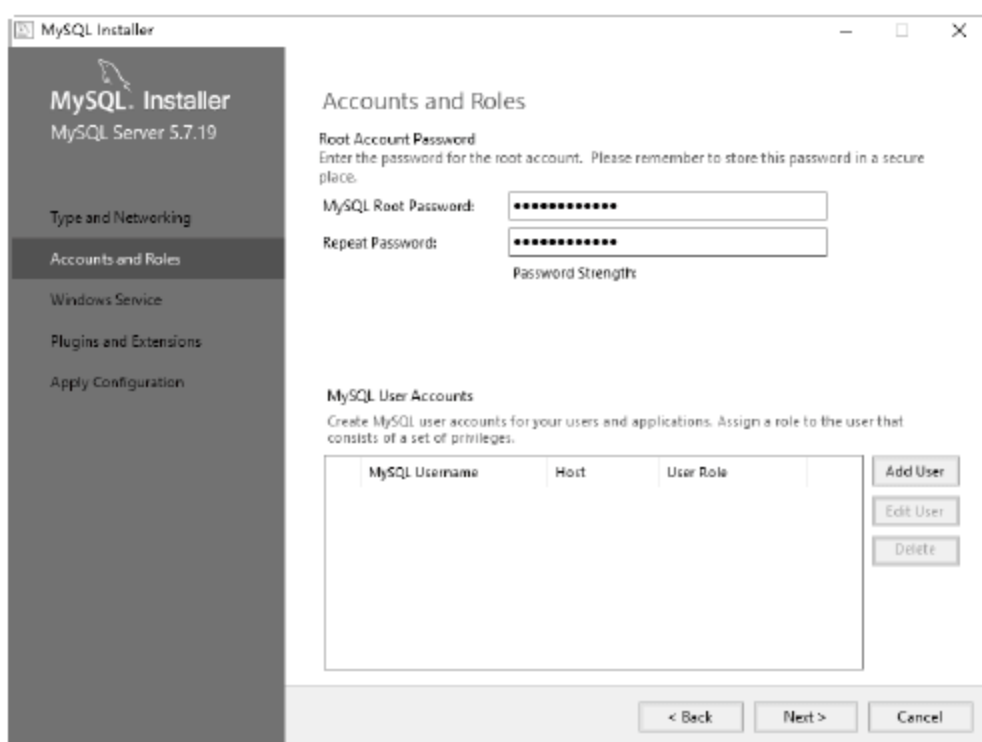 MySQL Installer
MySQL. Installer
MySQL Server 5.7.19
Type and Networking
Accounts and Roles
Windows Service
Plugins and Extensions
Apply Configuration
Accounts and Roles
Root Account Password
Enter the password for the root account. Please remember to store this password in a secure
place.
MySQL Root Password: ••••••••••••
Repeat Password: ••••••••••••
Password Strength:
MySQL User Accounts
Create MySQL user accounts for your users and applications. Assign a role to the user that
consists of a set of privileges.
MySQL Username Host User Role
Add User
Edit User
Delete
< Back Next > Cancel